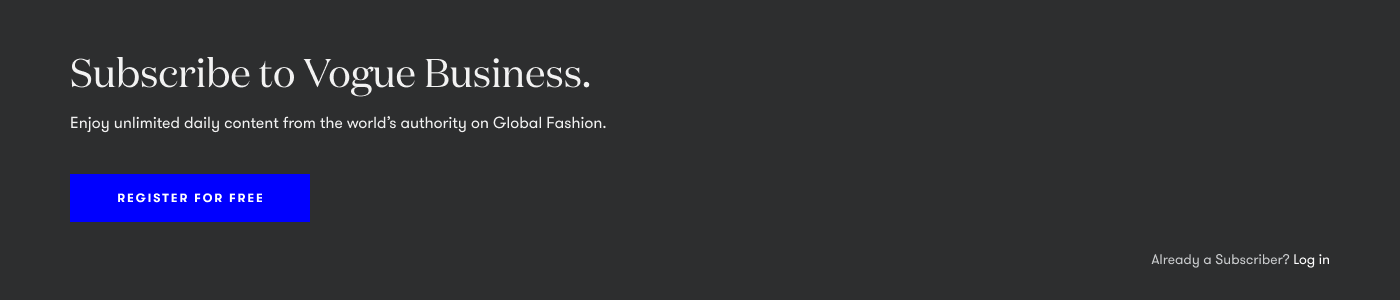 Subscribe to Vogue Business.
Enjoy unlimited daily content from the world’s authority on Global Fashion.
REGISTER FOR FREE
Already a Subscriber? Log in